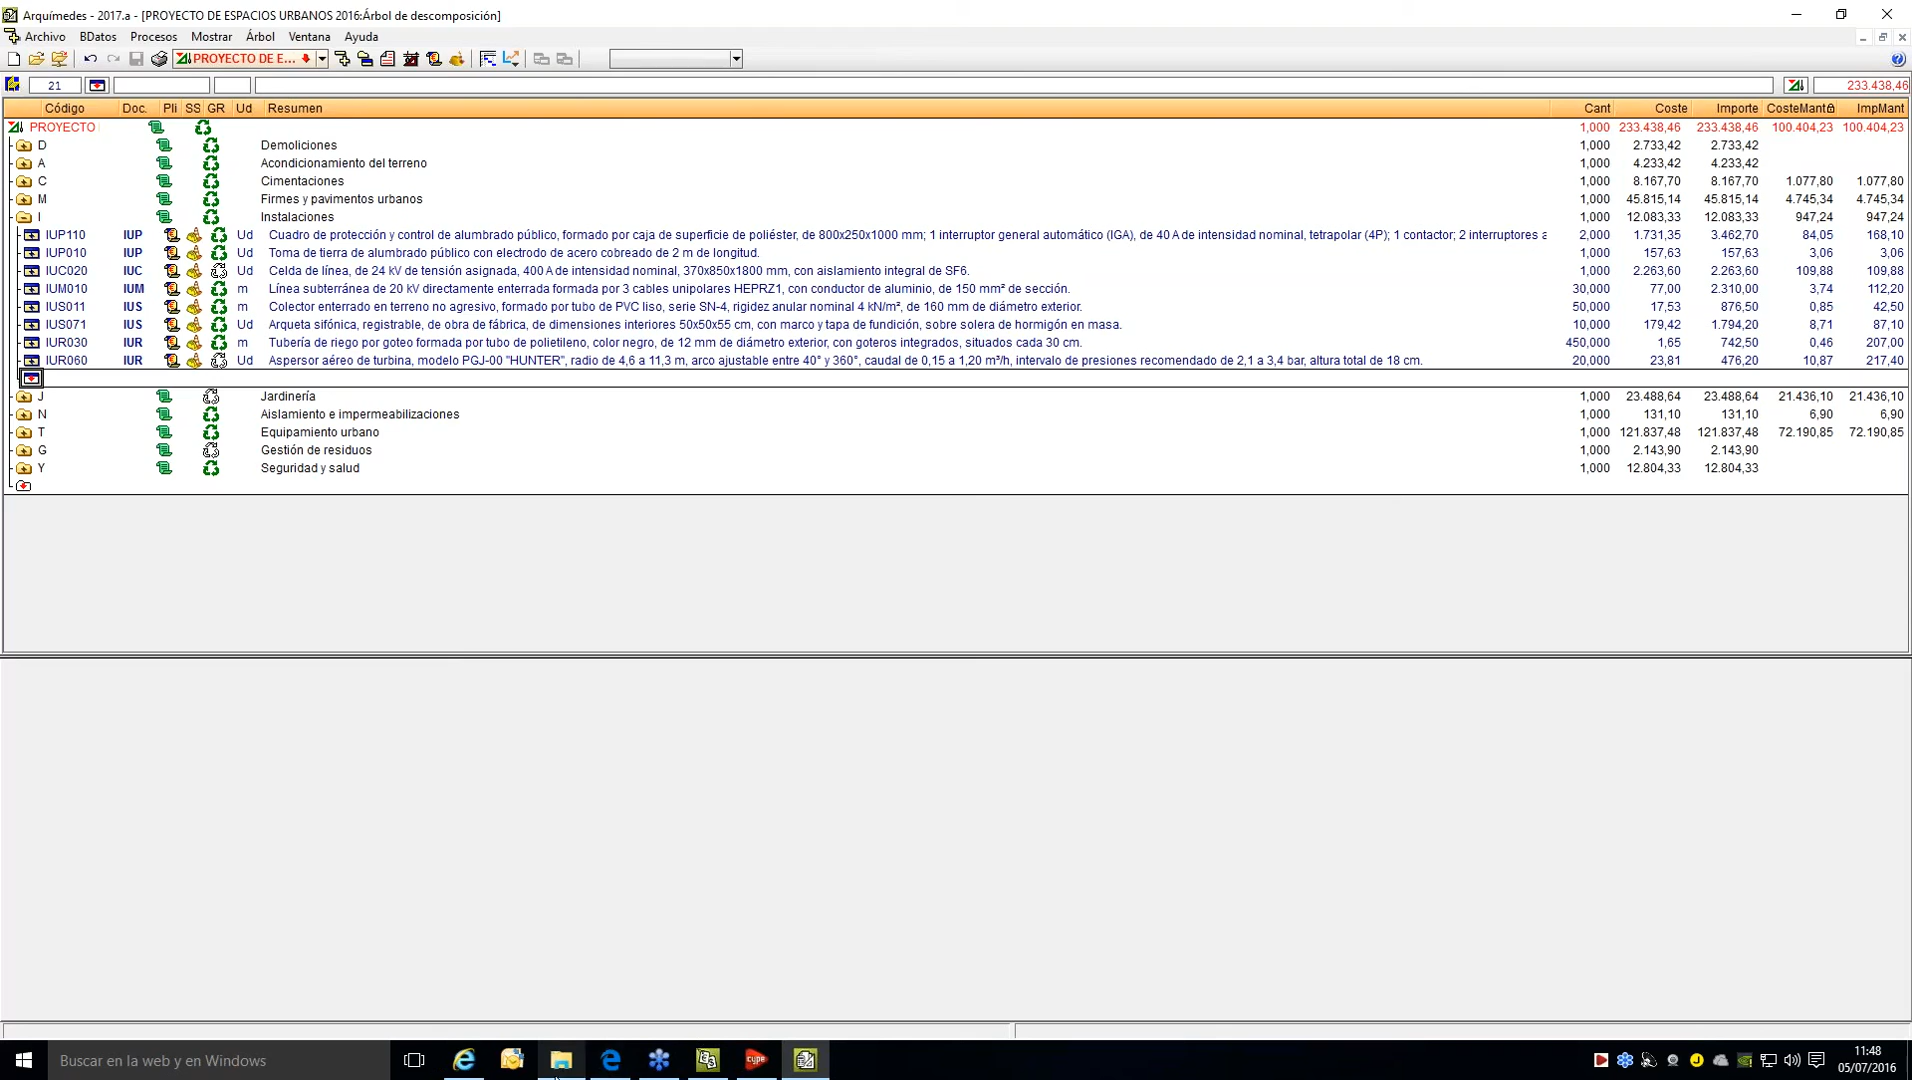 Arquímedes - 2017.a - [PROYECTO DE ESPACIOS URBANOS 2016:Árbol de descomposición]
Archivo BDatos Procesos Mostrar Árbol Ventana Ayuda
PROYECTO DE E...
21 233.438,46
Código Doc. Pli SS GR Ud Resumen Cant Coste Importe CosteMant ImpMant
PROYECTO 1,000 233.438,46 233.438,46 100.404,23 100.404,23
D Demoliciones 1,000 2.733,42 2.733,42
A Acondicionamiento del terreno 1,000 4.233,42 4.233,42
C Cimentaciones 1,000 8.167,70 8.167,70 1.077,80 1.077,80
M Firmes y pavimentos urbanos 1,000 45.815,14 45.815,14 4.745,34 4.745,34
I Instalaciones 1,000 12.083,33 12.083,33 947,24 947,24
IUP110 IUP Ud Cuadro de protección y control de alumbrado público, formado por caja de superficie de poliéster, de 800x250x1000 mm; 1 interruptor general automático (IGA), de 40 A de intensidad nominal, tetrapolar (4P); 1 contactor; 2 interruptores a 2,000 1.731,35 3.462,70 84,05 168,10
IUP010 IUP Ud Toma de tierra de alumbrado público con electrodo de acero cobreado de 2 m de longitud. 1,000 157,63 157,63 3,06 3,06
IUC020 IUC Ud Celda de línea, de 24 kV de tensión asignada, 400 A de intensidad nominal, 370x850x1800 mm, con aislamiento integral de SF6. 1,000 2.263,60 2.263,60 109,88 109,88
IUM010 IUM m Línea subterránea de 20 kV directamente enterrada formada por 3 cables unipolares HEPRZ1, con conductor de aluminio, de 150 mm² de sección. 30,000 77,00 2.310,00 3,74 112,20
IUS011 IUS m Colector enterrado en terreno no agresivo, formado por tubo de PVC liso, serie SN-4, rigidez anular nominal 4 kN/m², de 160 mm de diámetro exterior. 50,000 17,53 876,50 0,85 42,50
IUS071 IUS Ud Arqueta sifónica, registrable, de obra de fábrica, de dimensiones interiores 50x50x55 cm, con marco y tapa de fundición, sobre solera de hormigón en masa. 10,000 179,42 1.794,20 8,71 87,10
IUR030 IUR m Tubería de riego por goteo formada por tubo de polietileno, color negro, de 12 mm de diámetro exterior, con goteros integrados, situados cada 30 cm. 450,000 1,65 742,50 0,46 207,00
IUR060 IUR Ud Aspersor aéreo de turbina, modelo PGJ-00 "HUNTER", radio de 4,6 a 11,3 m, arco ajustable entre 40° y 360°, caudal de 0,15 a 1,20 m³/h, intervalo de presiones recomendado de 2,1 a 3,4 bar, altura total de 18 cm. 20,000 23,81 476,20 10,87 217,40
J Jardinería 1,000 23.488,64 23.488,64 21.436,10 21.436,10
N Aislamiento e impermeabilizaciones 1,000 131,10 131,10 6,90 6,90
T Equipamiento urbano 1,000 121.837,48 121.837,48 72.190,85 72.190,85
G Gestión de residuos 1,000 2.143,90 2.143,90
Y Seguridad y salud 1,000 12.804,33 12.804,33
Buscar en la web y en Windows
cype
11:48
05/07/2016